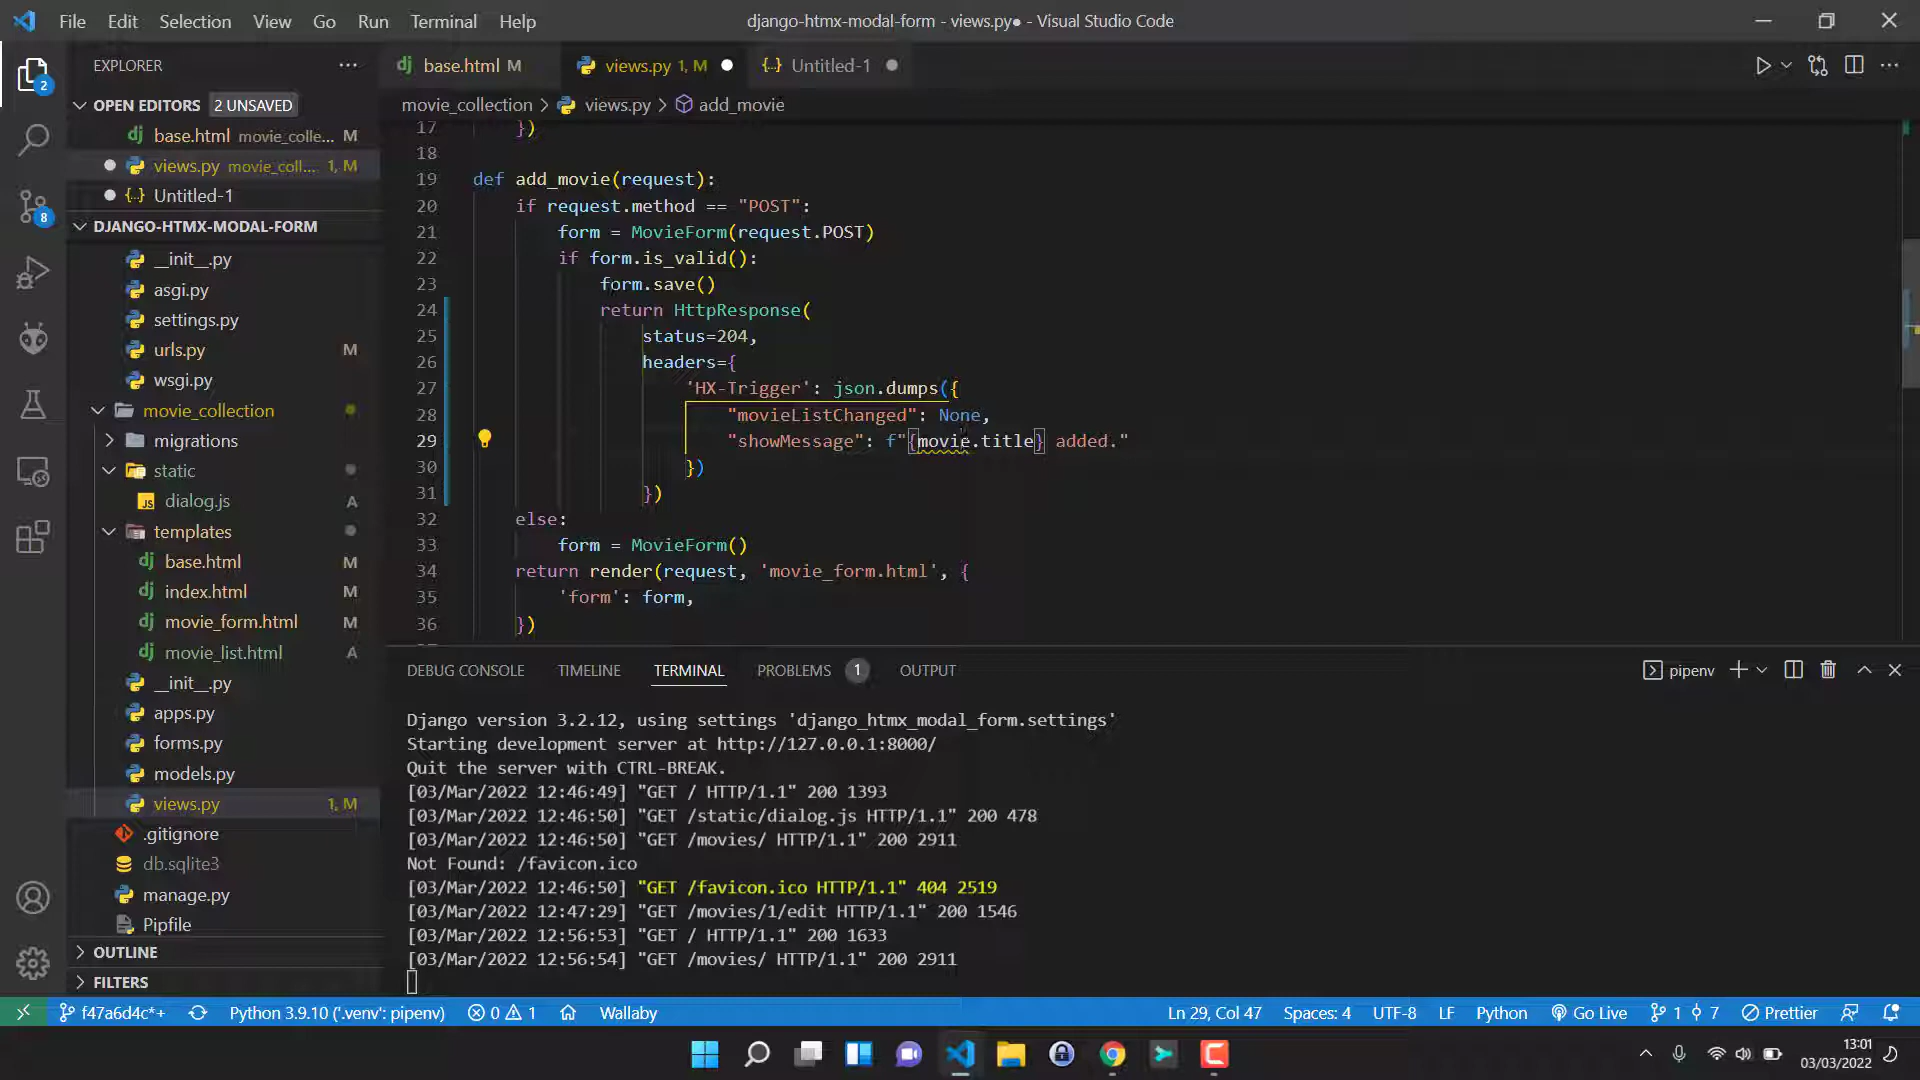 File Edit Selection View Go Run Terminal Help
django-htmx-modal-form - views.py● - Visual Studio Code
EXPLORER
OPEN EDITORS 2 UNSAVED
base.html movie_colle... M
views.py movie_coll... 1, M
Untitled-1
DJANGO-HTMX-MODAL-FORM
__init__.py
asgi.py
settings.py
urls.py M
wsgi.py
movie_collection
migrations
static
dialog.js A
templates
base.html M
index.html M
movie_form.html M
movie_list.html A
__init__.py
apps.py
forms.py
models.py
views.py 1, M
.gitignore
db.sqlite3
manage.py
Pipfile
OUTLINE
FILTERS
2
8
base.html M
views.py 1, M
Untitled-1
movie_collection > views.py > add_movie
17 })
18
19 def add_movie(request):
20 if request.method == "POST":
21 form = MovieForm(request.POST)
22 if form.is_valid():
23 form.save()
24 return HttpResponse(
25 status=204,
26 headers={
27 'HX-Trigger': json.dumps({
28 "movieListChanged": None,
29 "showMessage": f"{movie.title} added."
30 })
31 })
32 else:
33 form = MovieForm()
34 return render(request, 'movie_form.html', {
35 'form': form,
36 })
DEBUG CONSOLE TIMELINE TERMINAL PROBLEMS 1 OUTPUT
pipenv
Django version 3.2.12, using settings 'django_htmx_modal_form.settings'
Starting development server at http://127.0.0.1:8000/
Quit the server with CTRL-BREAK.
[03/Mar/2022 12:46:49] "GET / HTTP/1.1" 200 1393
[03/Mar/2022 12:46:50] "GET /static/dialog.js HTTP/1.1" 200 478
[03/Mar/2022 12:46:50] "GET /movies/ HTTP/1.1" 200 2911
Not Found: /favicon.ico
[03/Mar/2022 12:46:50] "GET /favicon.ico HTTP/1.1" 404 2519
[03/Mar/2022 12:47:29] "GET /movies/1/edit HTTP/1.1" 200 1546
[03/Mar/2022 12:56:53] "GET / HTTP/1.1" 200 1633
[03/Mar/2022 12:56:54] "GET /movies/ HTTP/1.1" 200 2911
f47a6d4c*+ Python 3.9.10 ('.venv': pipenv) 0 1 Wallaby
Ln 29, Col 47 Spaces: 4 UTF-8 LF Python Go Live 1 7 Prettier
13:01
03/03/2022